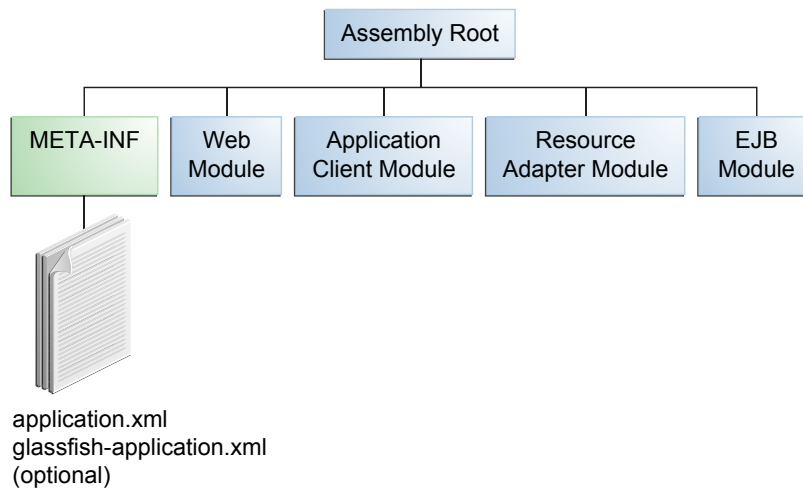 Assembly Root
META-INF
Web
Module
Application
Client Module
Resource
Adapter Module
EJB
Module
application.xml
glassfish-application.xml
(optional)